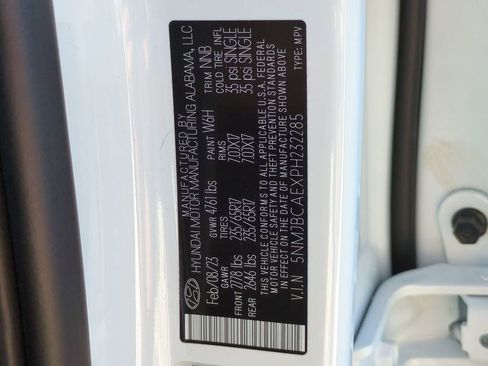 MANUFACTURED BY
HYUNDAI MOTOR MANUFACTURING ALABAMA, LLC
Feb/08/23 GVWR 4761 lbs PAINT W6H TRIM NNB
GAWR TIRES RIMS COLD TIRE INFL
FRONT 2778 lbs 235/65R17 7.0JX17 35 psi SINGLE
REAR 2646 lbs 235/65R17 7.0JX17 35 psi SINGLE
THIS VEHICLE CONFORMS TO ALL APPLICABLE U.S.A. FEDERAL
MOTOR VEHICLE SAFETY AND THEFT PREVENTION STANDARDS
IN EFFECT ON THE DATE OF MANUFACTURE SHOWN ABOVE
V.I.N 5NMJBCAEXPH232285 TYPE: MPV